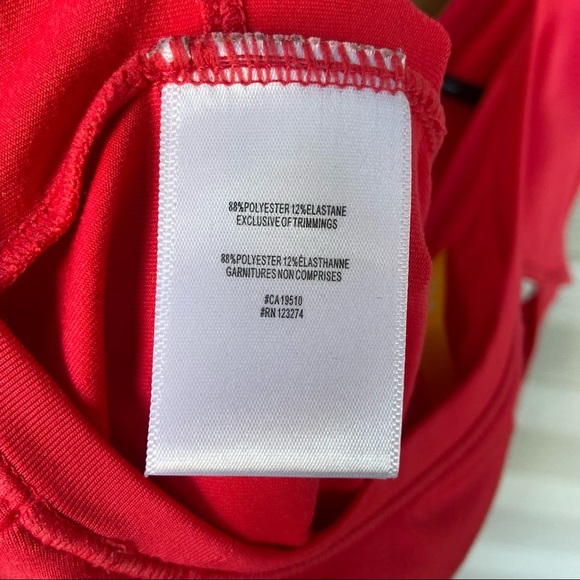 88%POLYESTER 12%ELASTANE
EXCLUSIVE OF TRIMMINGS
88%POLYESTER 12%ÉLASTHANNE
GARNITURES NON COMPRISES
#CA19510
#RN 123274